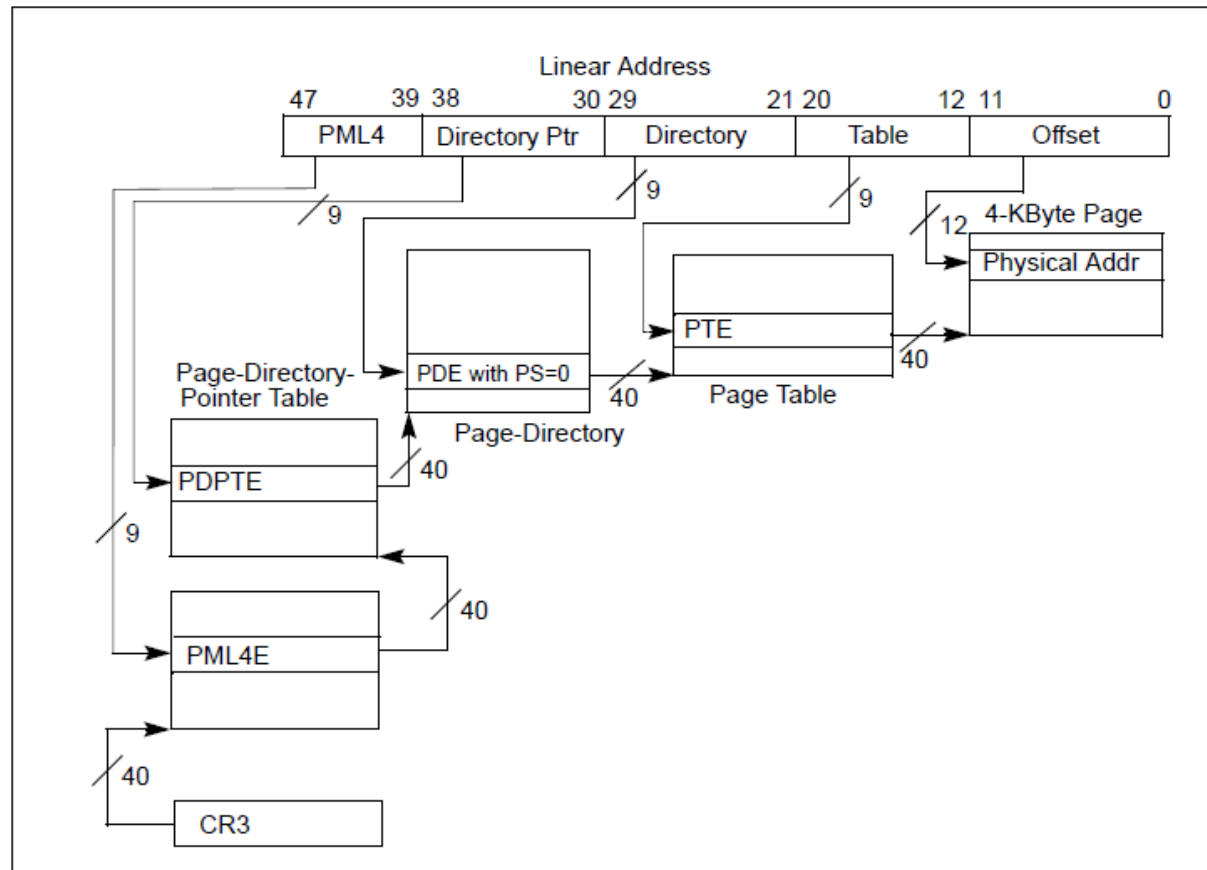 Linear Address
47 39 38 30 29 21 20 12 11 0
PML4 Directory Ptr Directory Table Offset
9 9 9
12 4-KByte Page
Physical Addr
PTE
40
PDE with PS=0
40
Page-Directory-
Pointer Table
Page Table
Page-Directory
40
PDPTE
9
40
PML4E
40
CR3